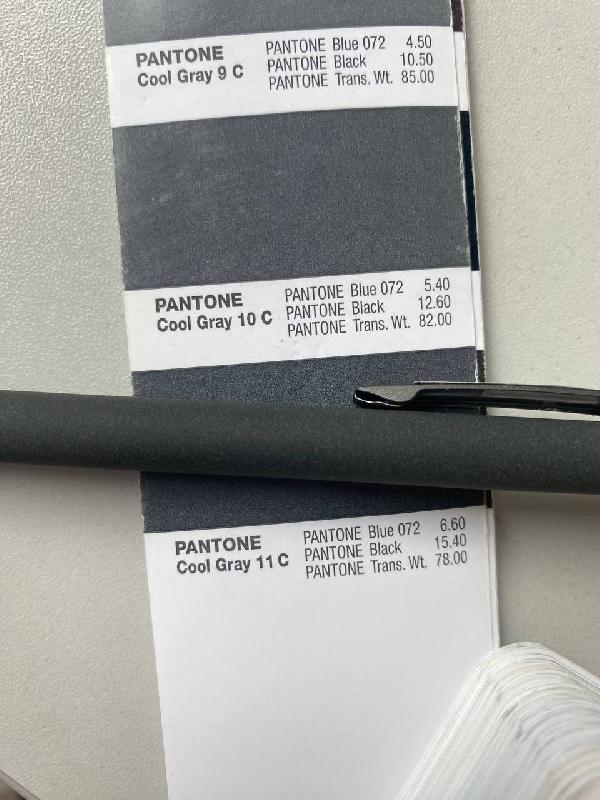 PANTONE
Cool Gray 9 C
PANTONE Blue 072 4.50
PANTONE Black 10.50
PANTONE Trans. Wt. 85.00
PANTONE
Cool Gray 10 C
PANTONE Blue 072 5.40
PANTONE Black 12.60
PANTONE Trans. Wt. 82.00
PANTONE
Cool Gray 11 C
PANTONE Blue 072 6.60
PANTONE Black 15.40
PANTONE Trans. Wt. 78.00